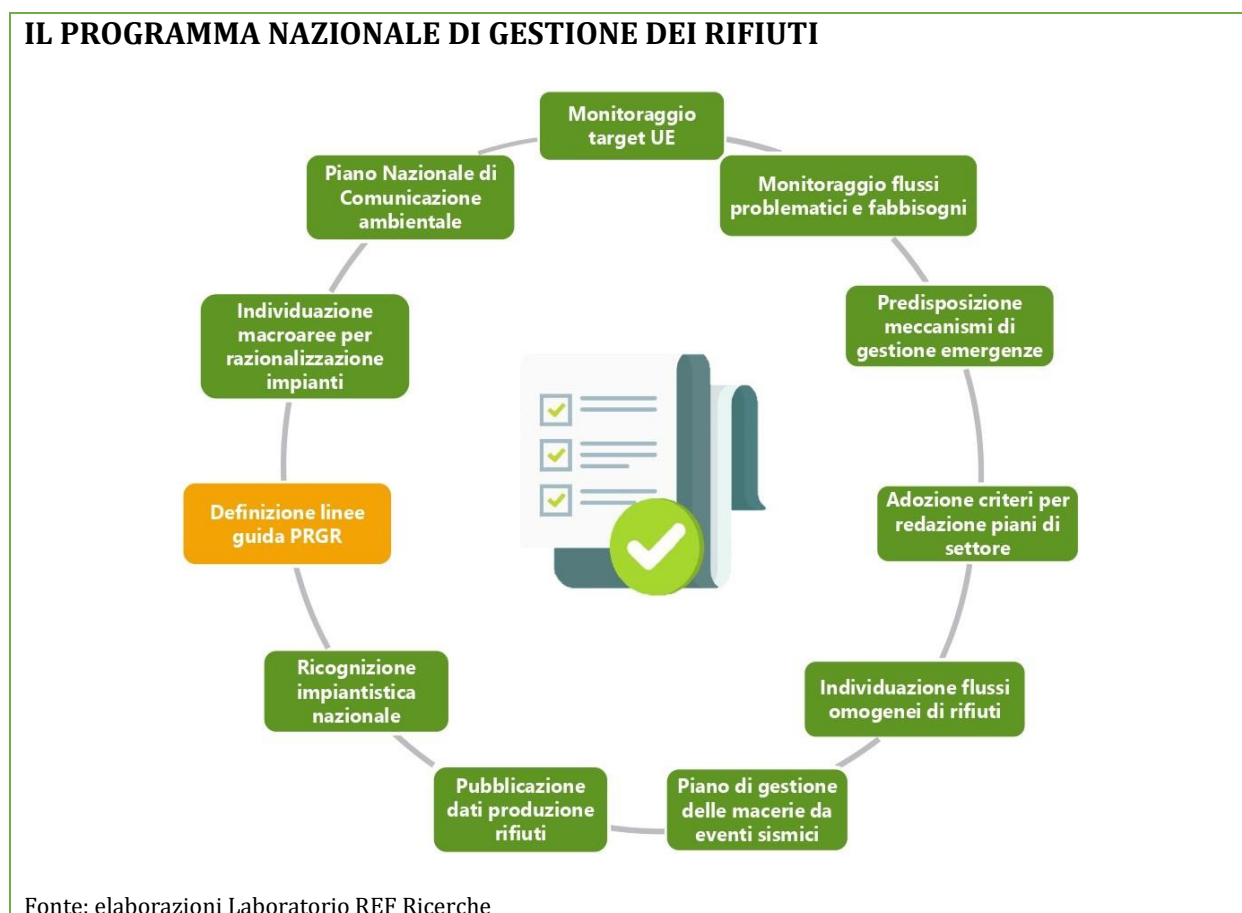 IL PROGRAMMA NAZIONALE DI GESTIONE DEI RIFIUTI
Monitoraggio
target UE
Monitoraggio flussi
problematici e fabbisogni
Predisposizione
meccanismi di
gestione emergenze
Adozione criteri per
redazione piani di
settore
Individuazione flussi
omogenei di rifiuti
Piano di gestione
delle macerie da
eventi sismici
Pubblicazione
dati produzione
rifiuti
Ricognizione
impiantistica
nazionale
Definizione linee
guida PRGR
Individuazione
macroaree per
razionalizzazione
impianti
Piano Nazionale di
Comunicazione
ambientale
Fonte: elaborazioni Laboratorio REF Ricerche